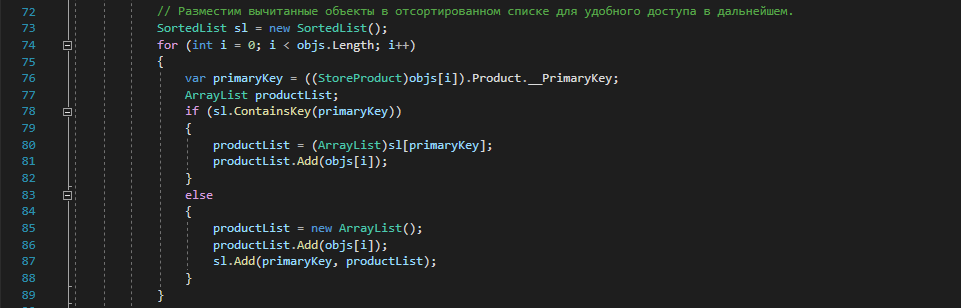 72 // Разместим вычитанные объекты в отсортированном списке для удобного доступа в дальнейшем.
73 SortedList sl = new SortedList();
74 for (int i = 0; i < objs.Length; i++)
75 {
76 var primaryKey = ((StoreProduct)objs[i]).Product.__PrimaryKey;
77 ArrayList productList;
78 if (sl.ContainsKey(primaryKey))
79 {
80 productList = (ArrayList)sl[primaryKey];
81 productList.Add(objs[i]);
82 }
83 else
84 {
85 productList = new ArrayList();
86 productList.Add(objs[i]);
87 sl.Add(primaryKey, productList);
88 }
89 }